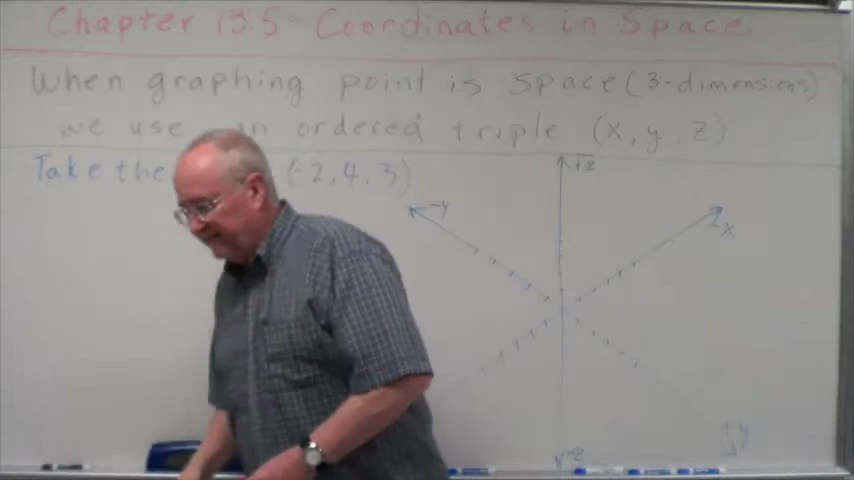 Chapter 13.5 - Coordinates in Space
When graphing point is space (3-dimensions)
we use an ordered triple (x, y, z)
Take the (-2, 4, 3)
+z
-y
-x
+y
-z